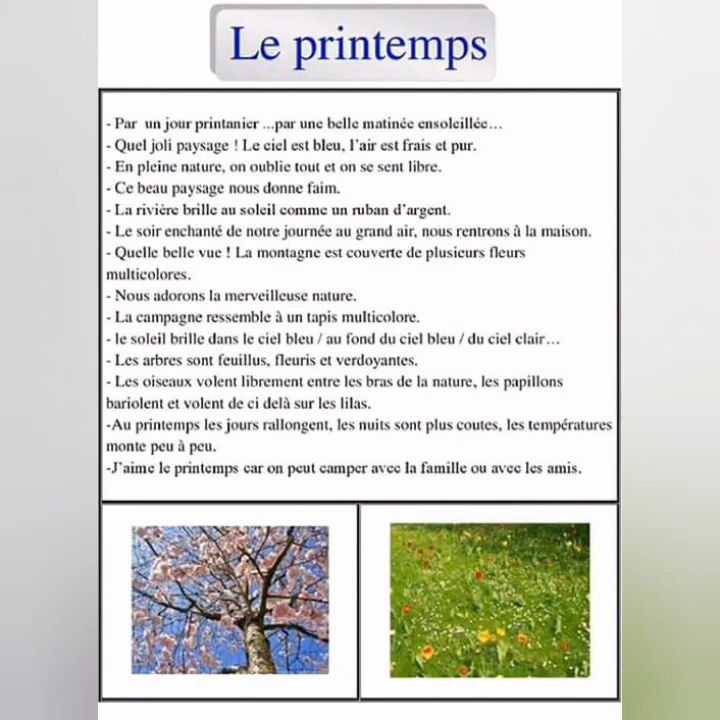 Le printemps
- Par un jour printanier ...par une belle matinée ensoleillée...
- Quel joli paysage ! Le ciel est bleu, l'air est frais et pur.
- En pleine nature, on oublie tout et on se sent libre.
- Ce beau paysage nous donne faim.
- La rivière brille au soleil comme un ruban d'argent.
- Le soir enchanté de notre journée au grand air, nous rentrons à la maison.
- Quelle belle vue ! La montagne est couverte de plusieurs fleurs
multicolores.
- Nous adorons la merveilleuse nature.
- La campagne ressemble à un tapis multicolore.
- le soleil brille dans le ciel bleu / au fond du ciel bleu / du ciel clair...
- Les arbres sont feuillus, fleuris et verdoyantes.
- Les oiseaux volent librement entre les bras de la nature, les papillons
bariolent et volent de ci delà sur les lilas.
-Au printemps les jours rallongent, les nuits sont plus coutes, les températures
monte peu à peu.
-J'aime le printemps car on peut camper avec la famille ou avec les amis.